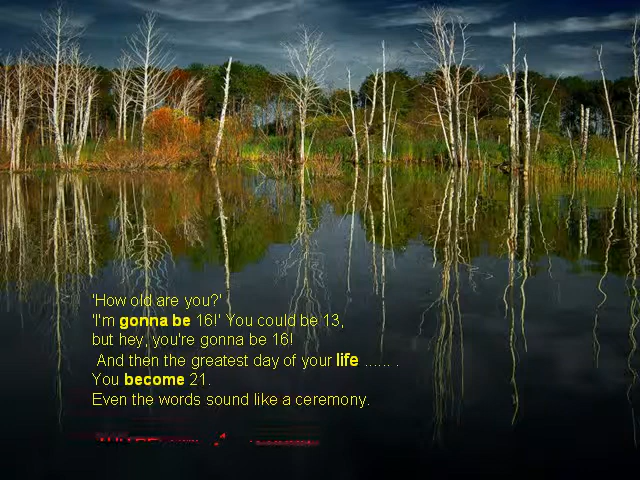 'How old are you?'
'I'm gonna be 16!' You could be 13,
but hey, you're gonna be 16!
And then the greatest day of your life ...... .
You become 21.
Even the words sound like a ceremony.